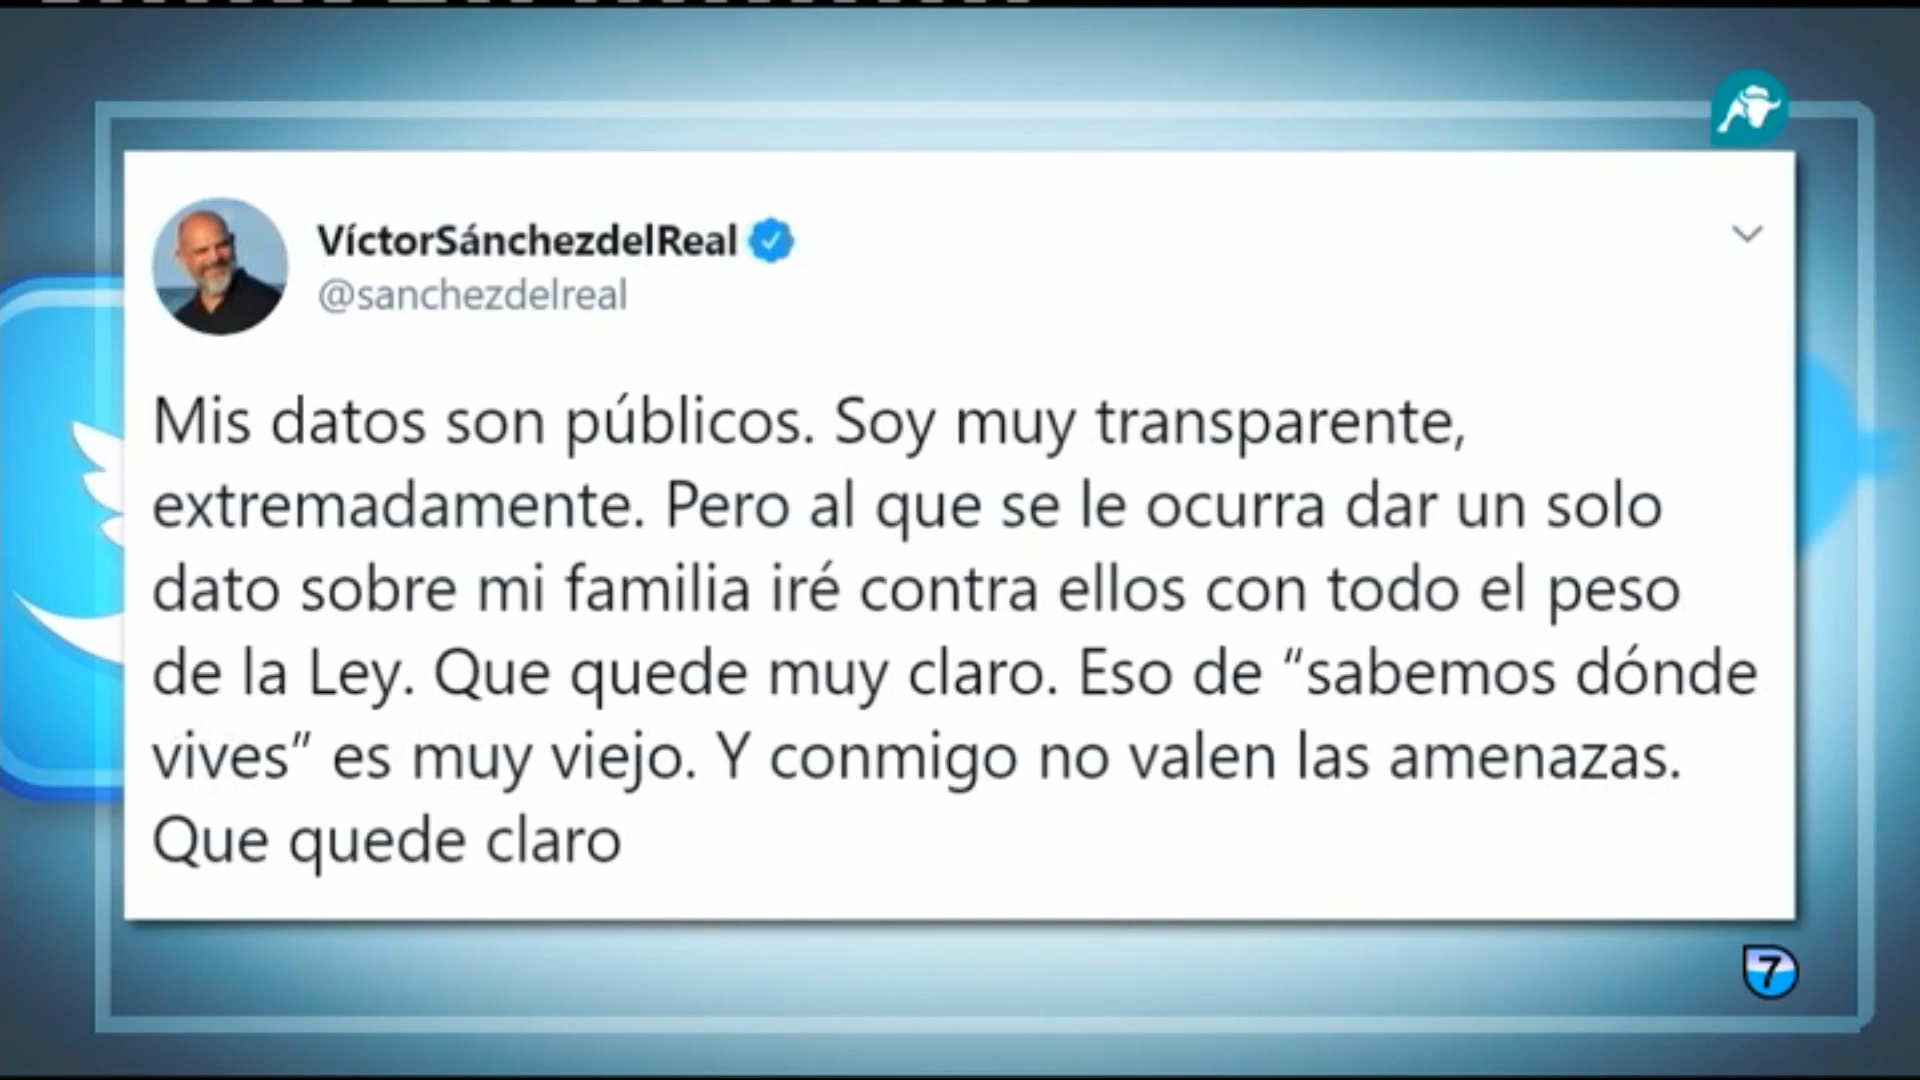 VíctorSánchezdelReal
@sanchezdelreal
Mis datos son públicos. Soy muy transparente,
extremadamente. Pero al que se le ocurra dar un solo
dato sobre mi familia iré contra ellos con todo el peso
de la Ley. Que quede muy claro. Eso de “sabemos dónde
vives” es muy viejo. Y conmigo no valen las amenazas.
Que quede claro
7